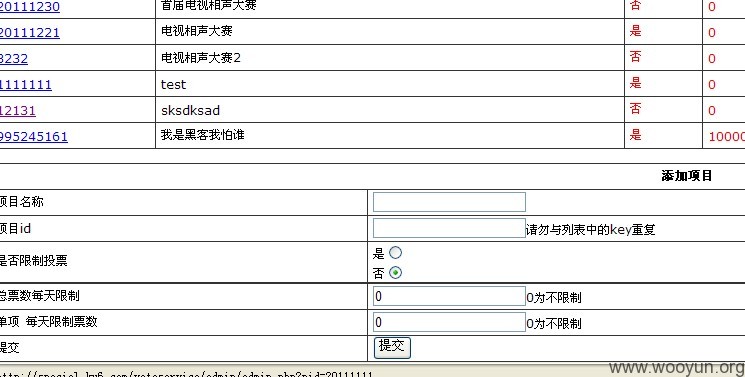 20111230 首届电视相声大赛 否 0
20111221 电视相声大赛 是 0
3232 电视相声大赛2 否 0
1111111 test 是 0
12131 sksdksad 否 0
995245161 我是黑客我怕谁 是 10000
添加项目
项目名称
项目id 请勿与列表中的key重复
是否限制投票 是
否
总票数每天限制 0 0为不限制
单项 每天限制票数 0 0为不限制
提交 提交
http://special.ku6.com/voteservice/admin/admin.php?pid=20111111
www.wooyun.org